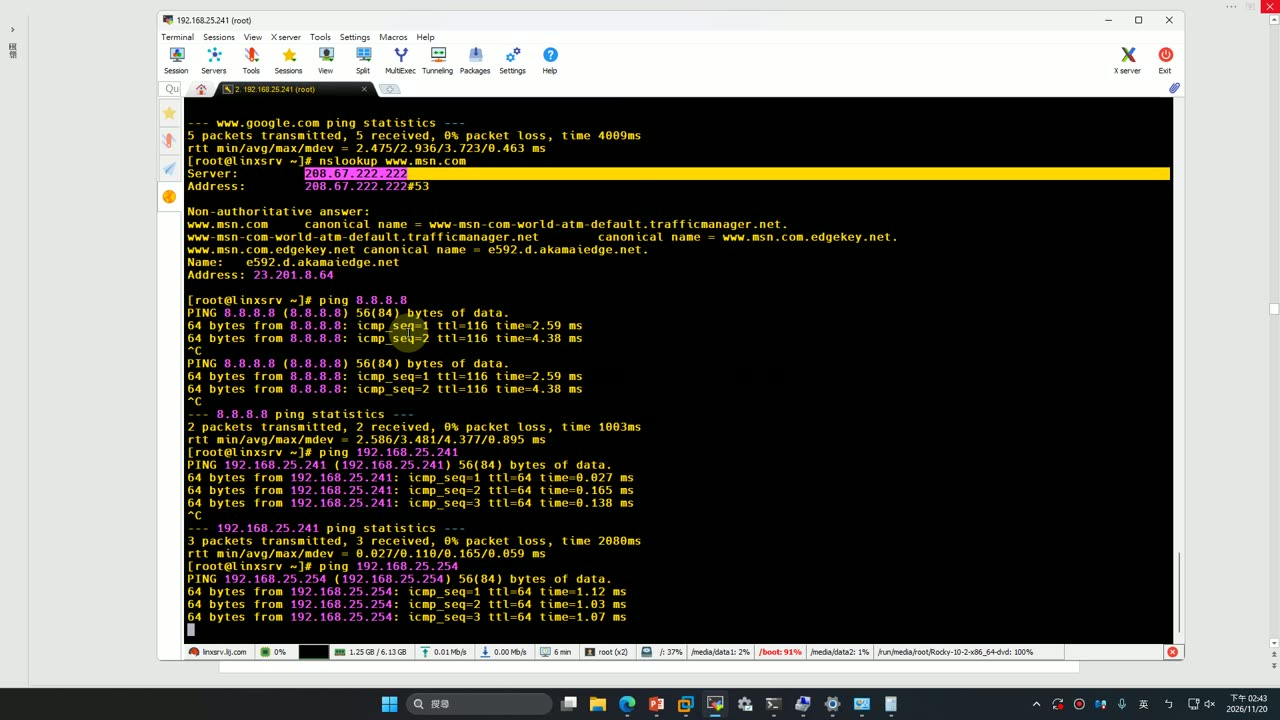 192.168.25.241 (root)
Terminal Sessions View X server Tools Settings Macros Help
Session Servers Tools Sessions View Split MultiExec Tunneling Packages Settings Help X server Exit
Qu
2. 192.168.25.241 (root)
--- www.google.com ping statistics ---
5 packets transmitted, 5 received, 0% packet loss, time 4009ms
rtt min/avg/max/mdev = 2.475/2.936/3.723/0.463 ms
[root@linxsrv ~]# nslookup www.msn.com
Server: 208.67.222.222
Address: 208.67.222.222#53
Non-authoritative answer:
www.msn.com canonical name = www-msn-com-world-atm-default.trafficmanager.net.
www-msn-com-world-atm-default.trafficmanager.net canonical name = www.msn.com.edgekey.net.
www.msn.com.edgekey.net canonical name = e592.d.akamaiedge.net.
Name: e592.d.akamaiedge.net
Address: 23.201.8.64
[root@linxsrv ~]# ping 8.8.8.8
PING 8.8.8.8 (8.8.8.8) 56(84) bytes of data.
64 bytes from 8.8.8.8: icmp_seq=1 ttl=116 time=2.59 ms
64 bytes from 8.8.8.8: icmp_seq=2 ttl=116 time=4.38 ms
^C
PING 8.8.8.8 (8.8.8.8) 56(84) bytes of data.
64 bytes from 8.8.8.8: icmp_seq=1 ttl=116 time=2.59 ms
64 bytes from 8.8.8.8: icmp_seq=2 ttl=116 time=4.38 ms
^C
--- 8.8.8.8 ping statistics ---
2 packets transmitted, 2 received, 0% packet loss, time 1003ms
rtt min/avg/max/mdev = 2.586/3.481/4.377/0.895 ms
[root@linxsrv ~]# ping 192.168.25.241
PING 192.168.25.241 (192.168.25.241) 56(84) bytes of data.
64 bytes from 192.168.25.241: icmp_seq=1 ttl=64 time=0.027 ms
64 bytes from 192.168.25.241: icmp_seq=2 ttl=64 time=0.165 ms
64 bytes from 192.168.25.241: icmp_seq=3 ttl=64 time=0.138 ms
^C
--- 192.168.25.241 ping statistics ---
3 packets transmitted, 3 received, 0% packet loss, time 2080ms
rtt min/avg/max/mdev = 0.027/0.110/0.165/0.059 ms
[root@linxsrv ~]# ping 192.168.25.254
PING 192.168.25.254 (192.168.25.254) 56(84) bytes of data.
64 bytes from 192.168.25.254: icmp_seq=1 ttl=64 time=1.12 ms
64 bytes from 192.168.25.254: icmp_seq=2 ttl=64 time=1.03 ms
64 bytes from 192.168.25.254: icmp_seq=3 ttl=64 time=1.07 ms
linxsrv.lij.com 0% 1.25 GB / 6.13 GB 0.01 Mb/s 0.00 Mb/s 6 min root (x2) /: 37% /media/data1: 2% /boot: 91% /media/data2: 1% /run/media/root/Rocky-10-2-x86_64-dvd: 100%
搜尋
英
下午 02:43
2026/11/20